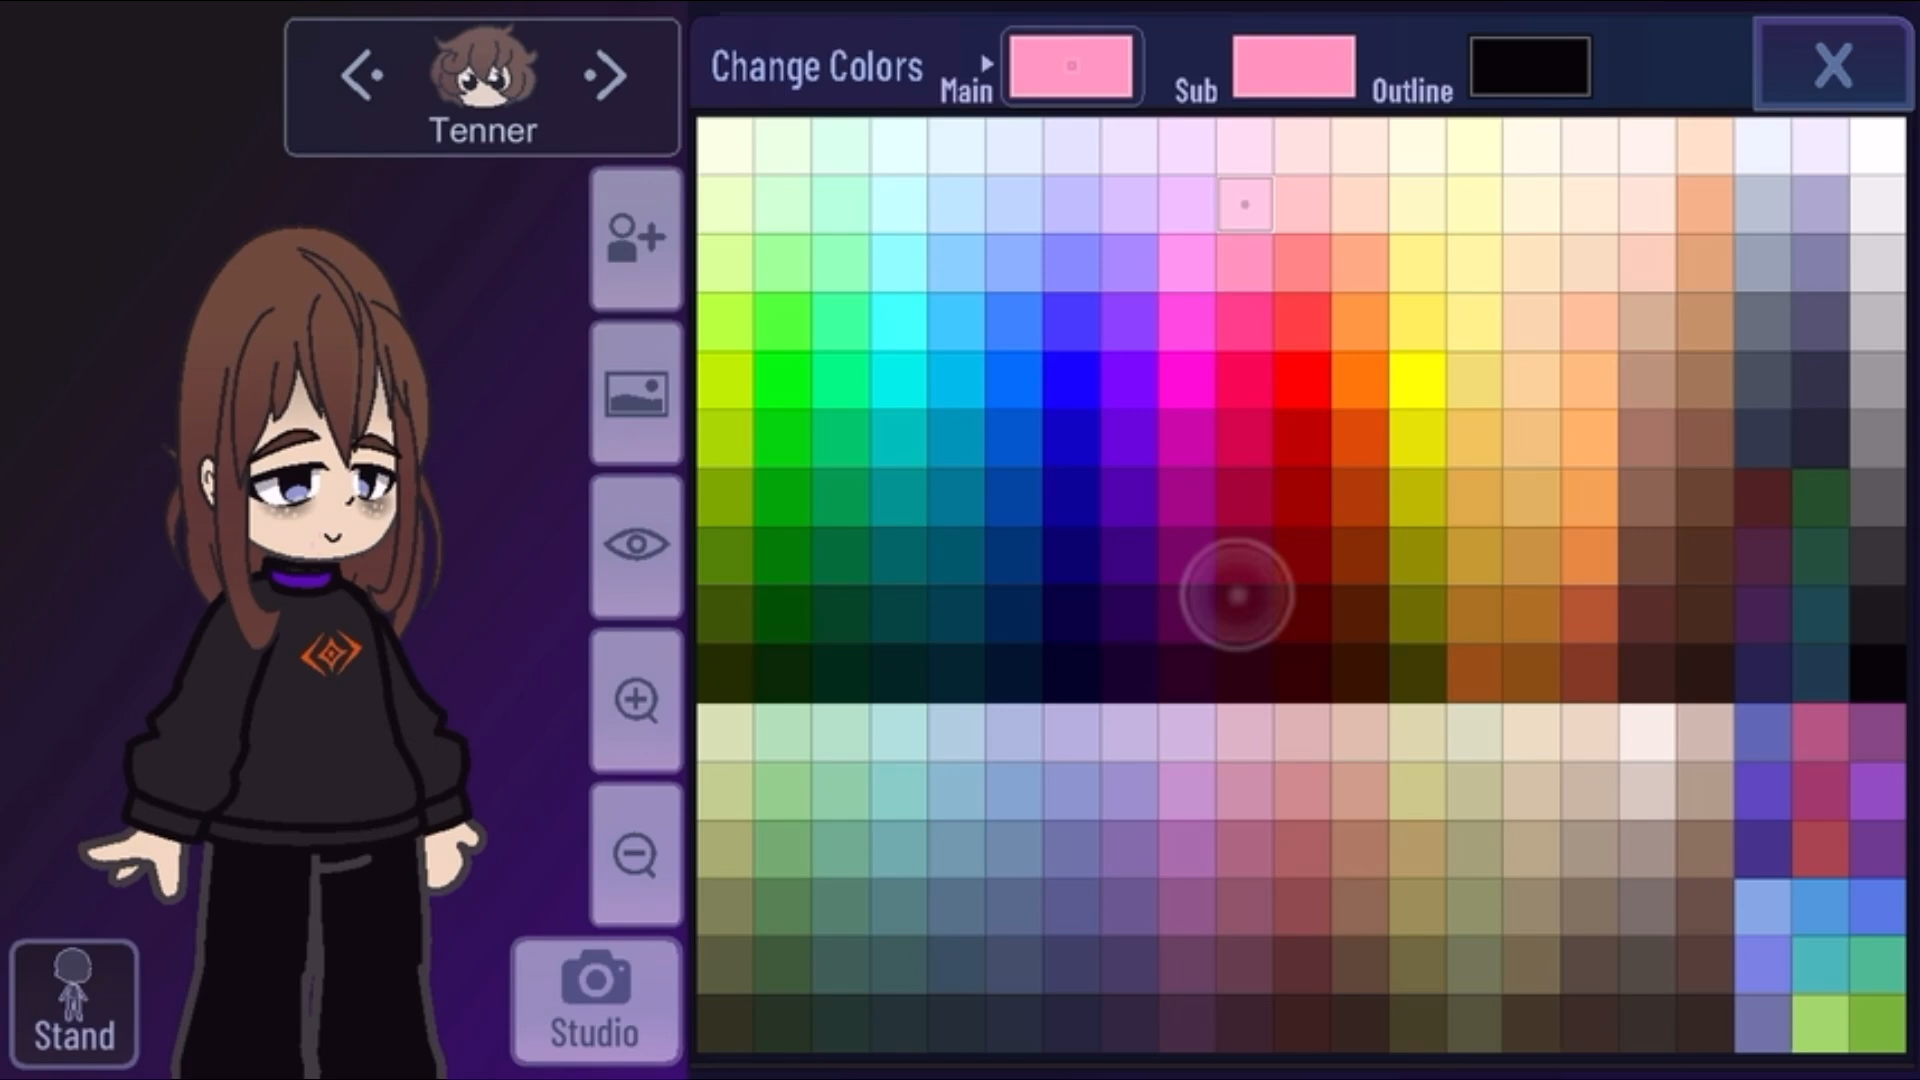 Tenner
Change Colors
Main
Sub
Outline
X
Stand
Studio